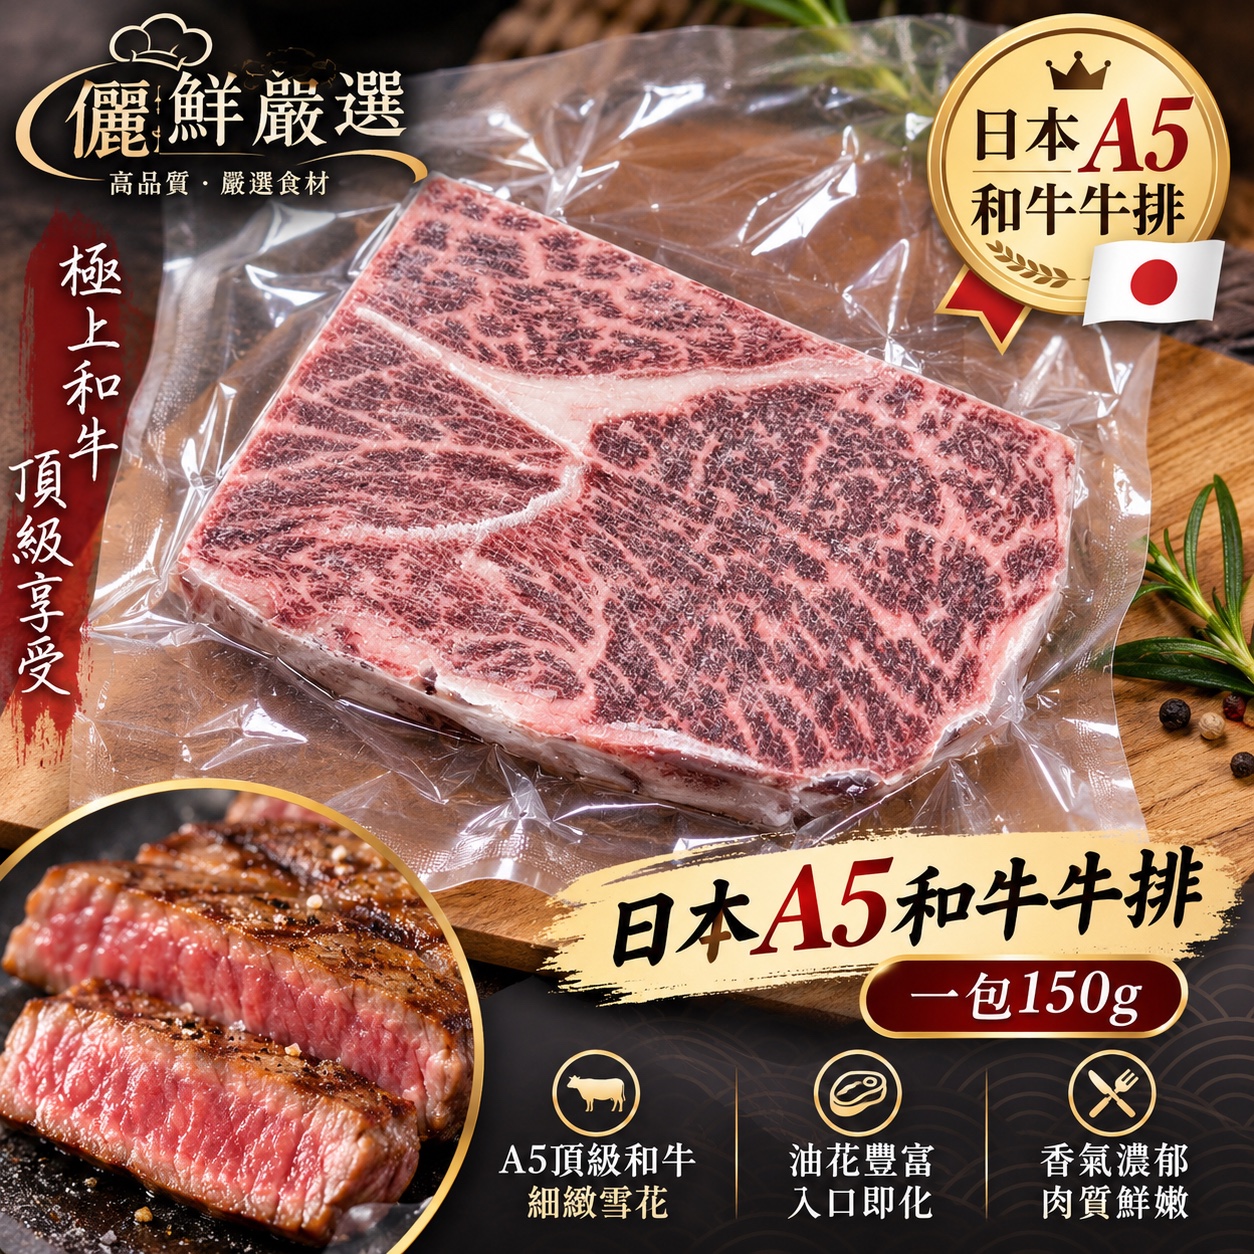 儷鮮嚴選
高品質・嚴選食材
日本A5
和牛牛排
極上和牛
頂級享受
日本A5和牛牛排
一包150g
A5頂級和牛
細緻雪花
油花豐富
入口即化
香氣濃郁
肉質鮮嫩